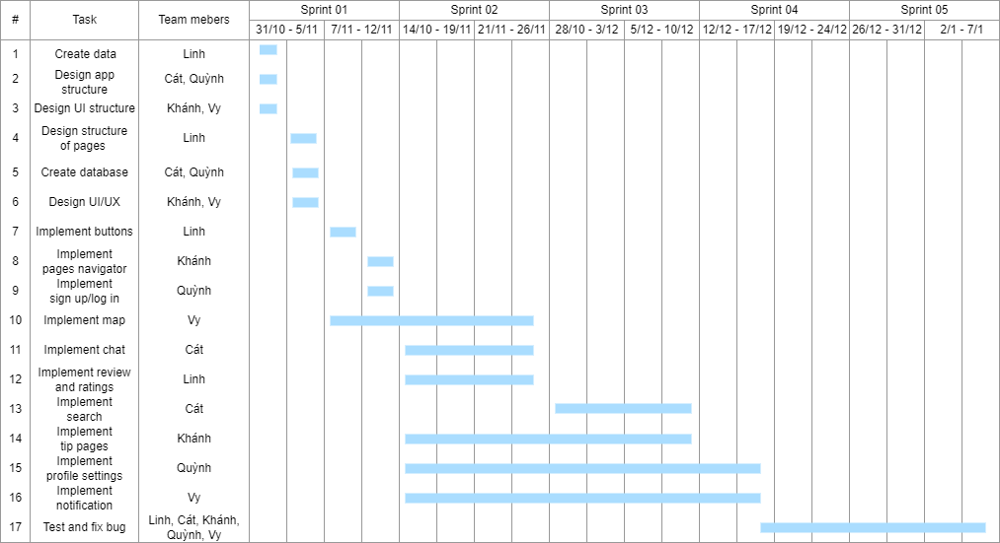 # Task Team mebers Sprint 01 Sprint 02 Sprint 03 Sprint 04 Sprint 05
31/10 - 5/11 7/11 - 12/11 14/10 - 19/11 21/11 - 26/11 28/10 - 3/12 5/12 - 10/12 12/12 - 17/12 19/12 - 24/12 26/12 - 31/12 2/1 - 7/1
1 Create data Linh
2 Design app
structure Cát, Quỳnh
3 Design UI structure Khánh, Vy
4 Design structure
of pages Linh
5 Create database Cát, Quỳnh
6 Design UI/UX Khánh, Vy
7 Implement buttons Linh
8 Implement
pages navigator Khánh
9 Implement
sign up/log in Quỳnh
10 Implement map Vy
11 Implement chat Cát
12 Implement review
and ratings Linh
13 Implement
search Cát
14 Implement
tip pages Khánh
15 Implement
profile settings Quỳnh
16 Implement
notification Vy
17 Test and fix bug Linh, Cát, Khánh,
Quỳnh, Vy